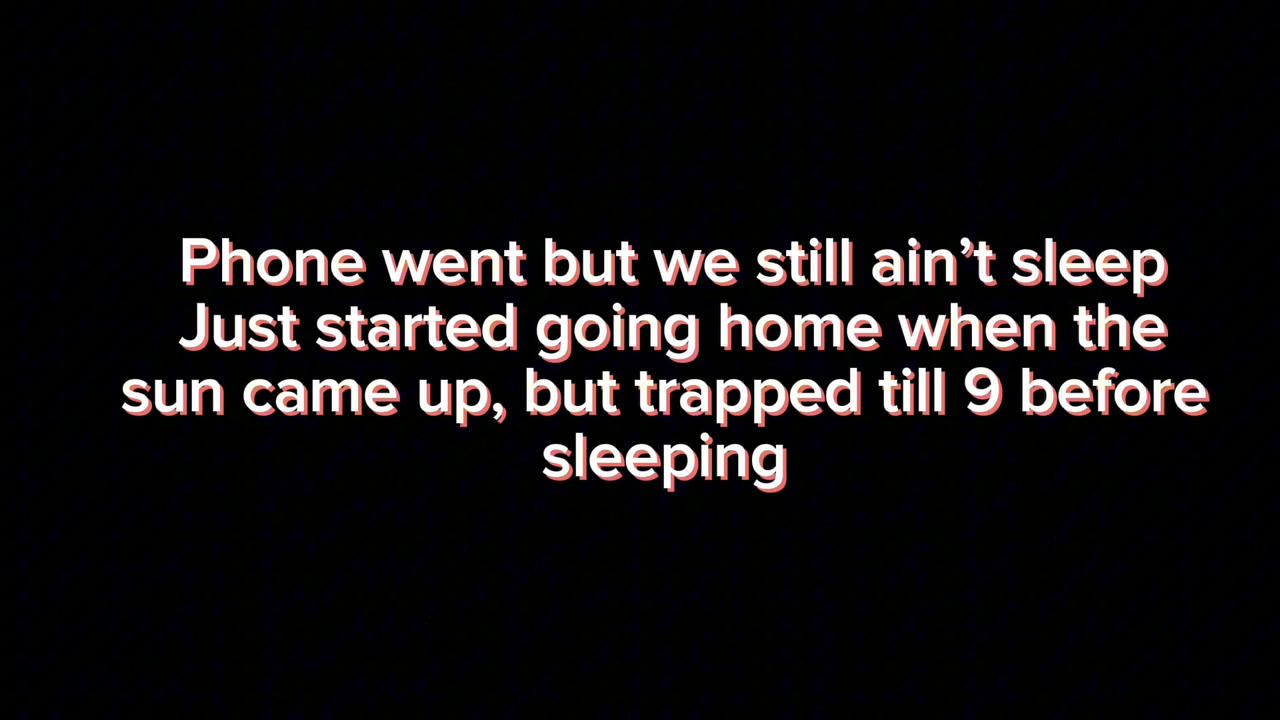 Phone went but we still ain’t sleep
Just started going home when the
sun came up, but trapped till 9 before
sleeping